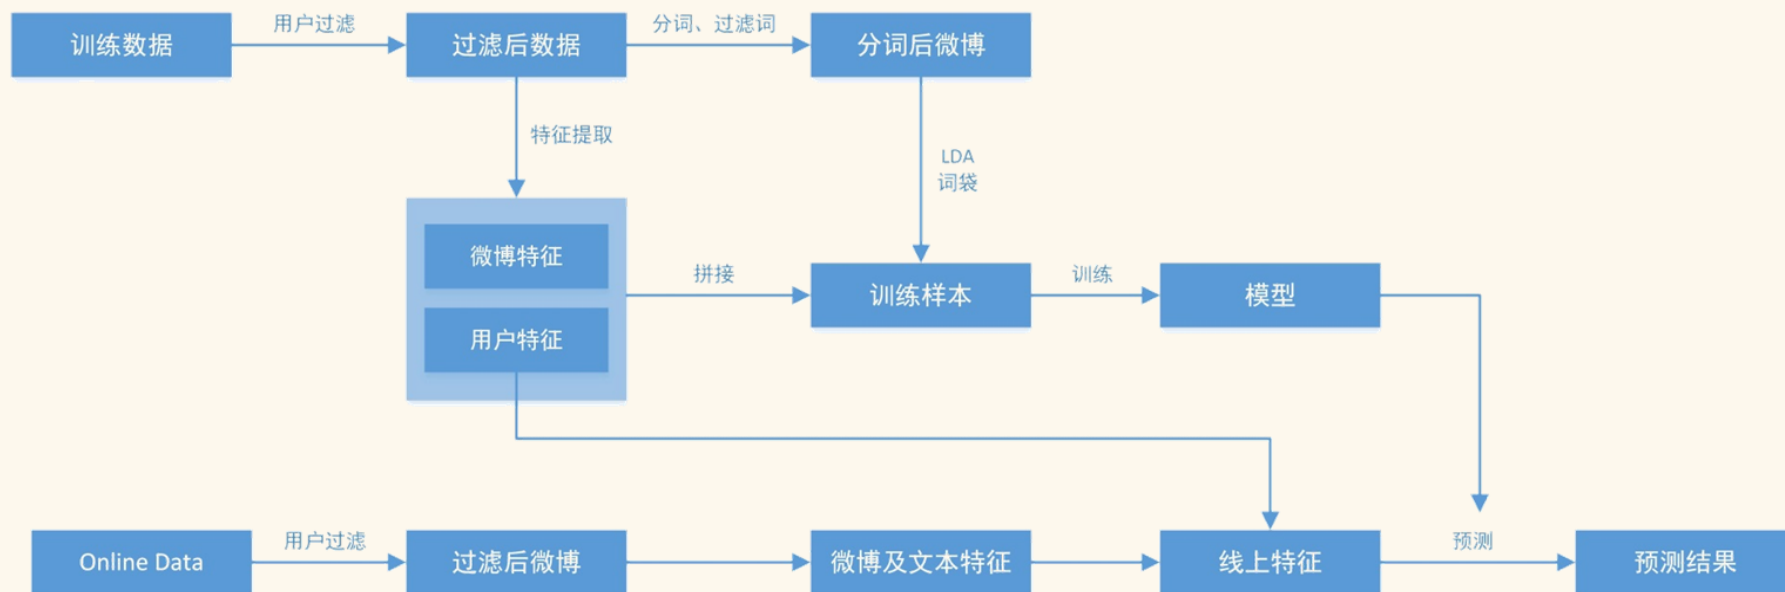 训练数据
用户过滤
过滤后数据
分词、过滤词
分词后微博
特征提取
LDA
词袋
微博特征
用户特征
拼接
训练样本
训练
模型
Online Data
用户过滤
过滤后微博
微博及文本特征
线上特征
预测
预测结果